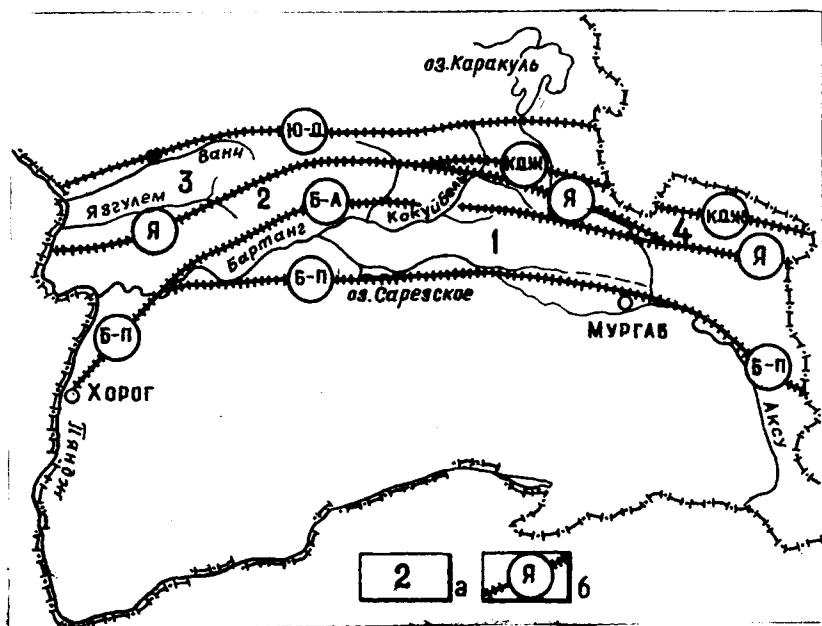 оз.Каракуль
Ю-Д
Ванч
3
Язгулем
2
КДЖ
Я
Б-А
Кокуйбель
Я
4
КДЖ
Я
Бартанг
1
Б-П
оз.Сарезское
Мургаб
Б-П
Хорог
Б-П
Пяндж
Аксу
2 а
Я б